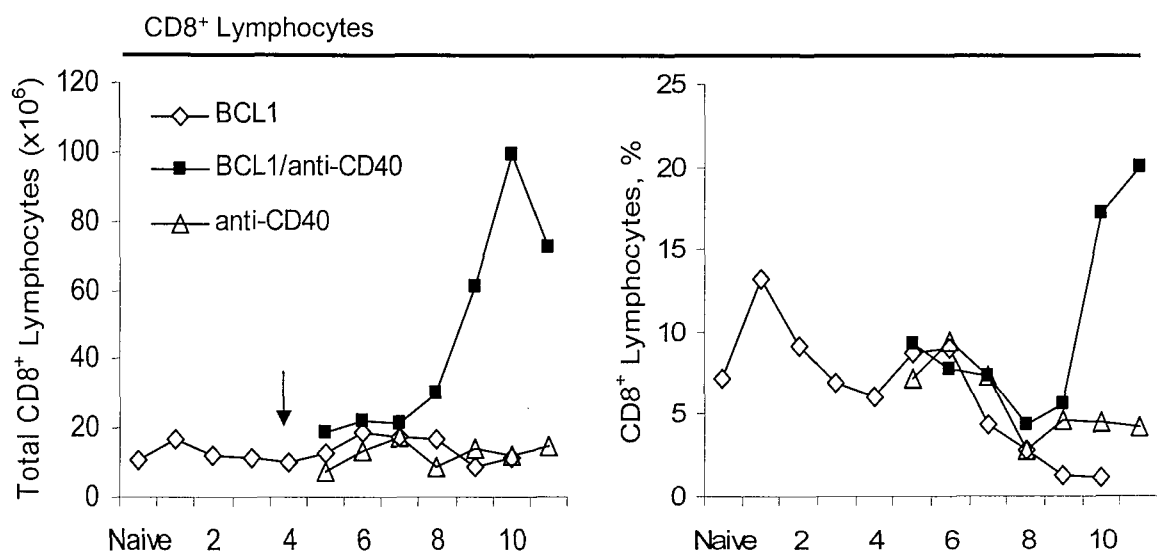 CD8⁺ Lymphocytes
Total CD8⁺ Lymphocytes (x10⁶)
120
100
80
60
40
20
0
BCL1
BCL1/anti-CD40
anti-CD40
Naive 2 4 6 8 10
CD8⁺ Lymphocytes, %
25
20
15
10
5
0
Naive 2 4 6 8 10